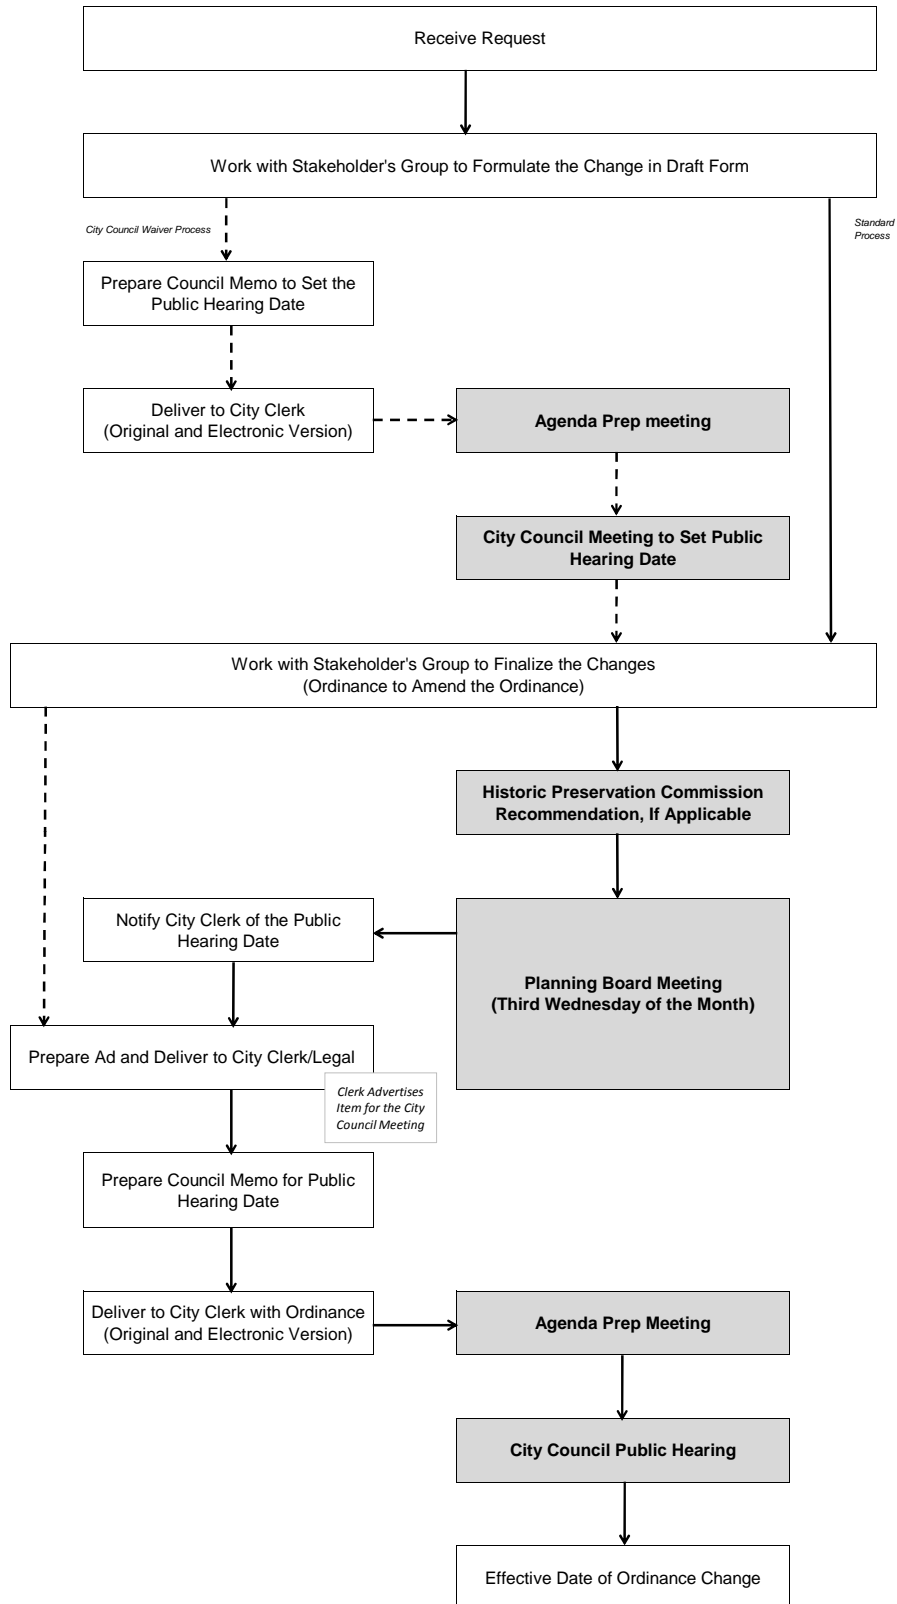 Receive Request
Work with Stakeholder's Group to Formulate the Change in Draft Form
City Council Waiver Process
Standard
Process
Prepare Council Memo to Set the
Public Hearing Date
Deliver to City Clerk
(Original and Electronic Version)
Agenda Prep meeting
City Council Meeting to Set Public
Hearing Date
Work with Stakeholder's Group to Finalize the Changes
(Ordinance to Amend the Ordinance)
Historic Preservation Commission
Recommendation, If Applicable
Notify City Clerk of the Public
Hearing Date
Planning Board Meeting
(Third Wednesday of the Month)
Prepare Ad and Deliver to City Clerk/Legal
Clerk Advertises
Item for the City
Council Meeting
Prepare Council Memo for Public
Hearing Date
Deliver to City Clerk with Ordinance
(Original and Electronic Version)
Agenda Prep Meeting
City Council Public Hearing
Effective Date of Ordinance Change